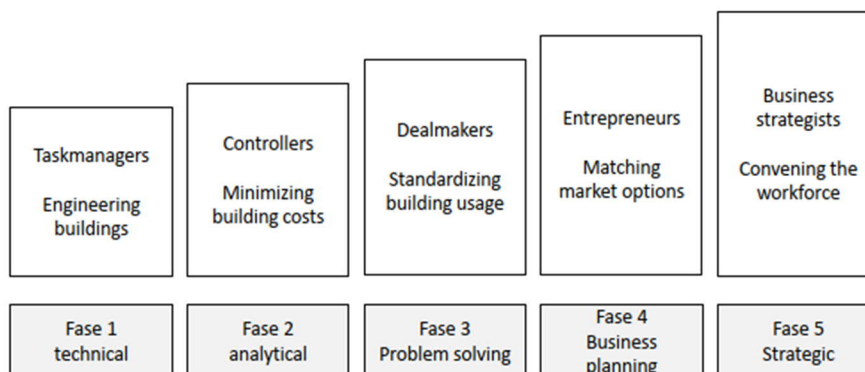 Taskmanagers
Engineering
buildings
Controllers
Minimizing
building costs
Dealmakers
Standardizing
building usage
Entrepreneurs
Matching
market options
Business
strategists
Convening the
workforce
Fase 1
technical
Fase 2
analytical
Fase 3
Problem solving
Fase 4
Business
planning
Fase 5
Strategic